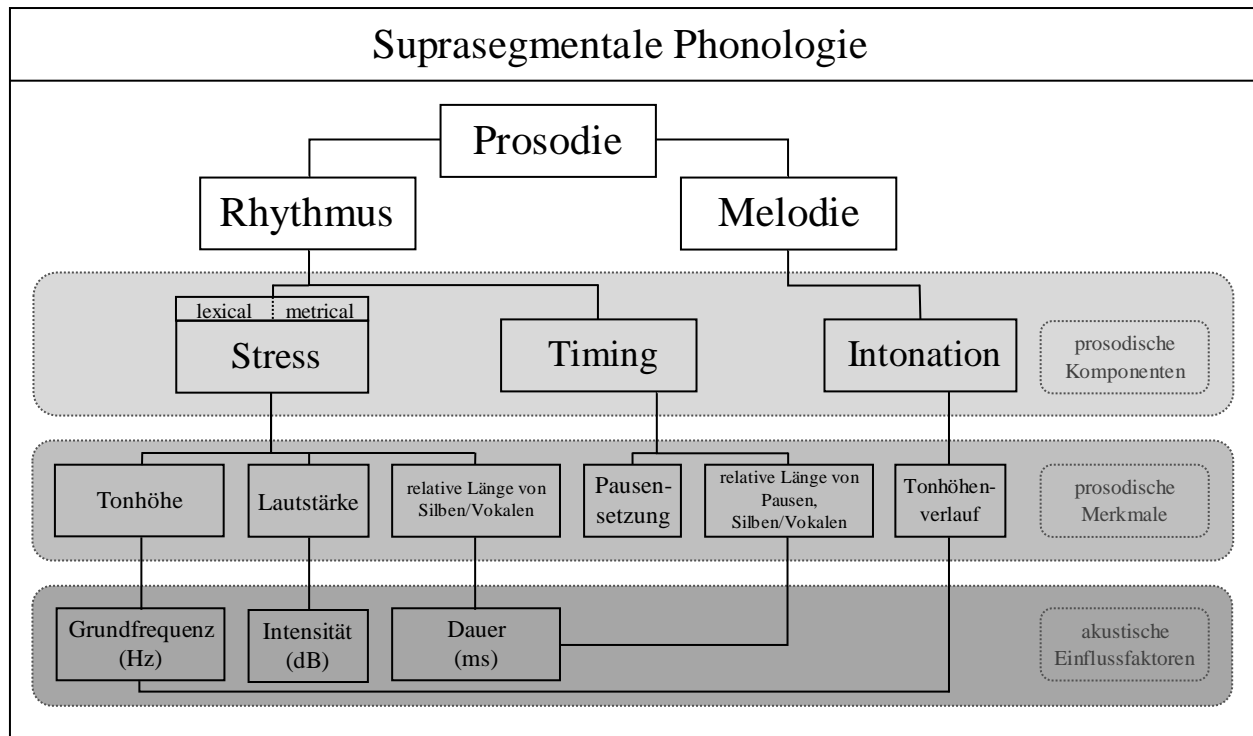 Suprasegmentale Phonologie
Prosodie
Rhythmus
Melodie
lexical
metrical
Stress
Timing
Intonation
prosodische
Komponenten
Tonhöhe
Lautstärke
relative Länge von
Silben/Vokalen
Pausen-
setzung
relative Länge von
Pausen,
Silben/Vokalen
Tonhöhen-
verlauf
prosodische
Merkmale
Grundfrequenz
(Hz)
Intensität
(dB)
Dauer
(ms)
akustische
Einflussfaktoren